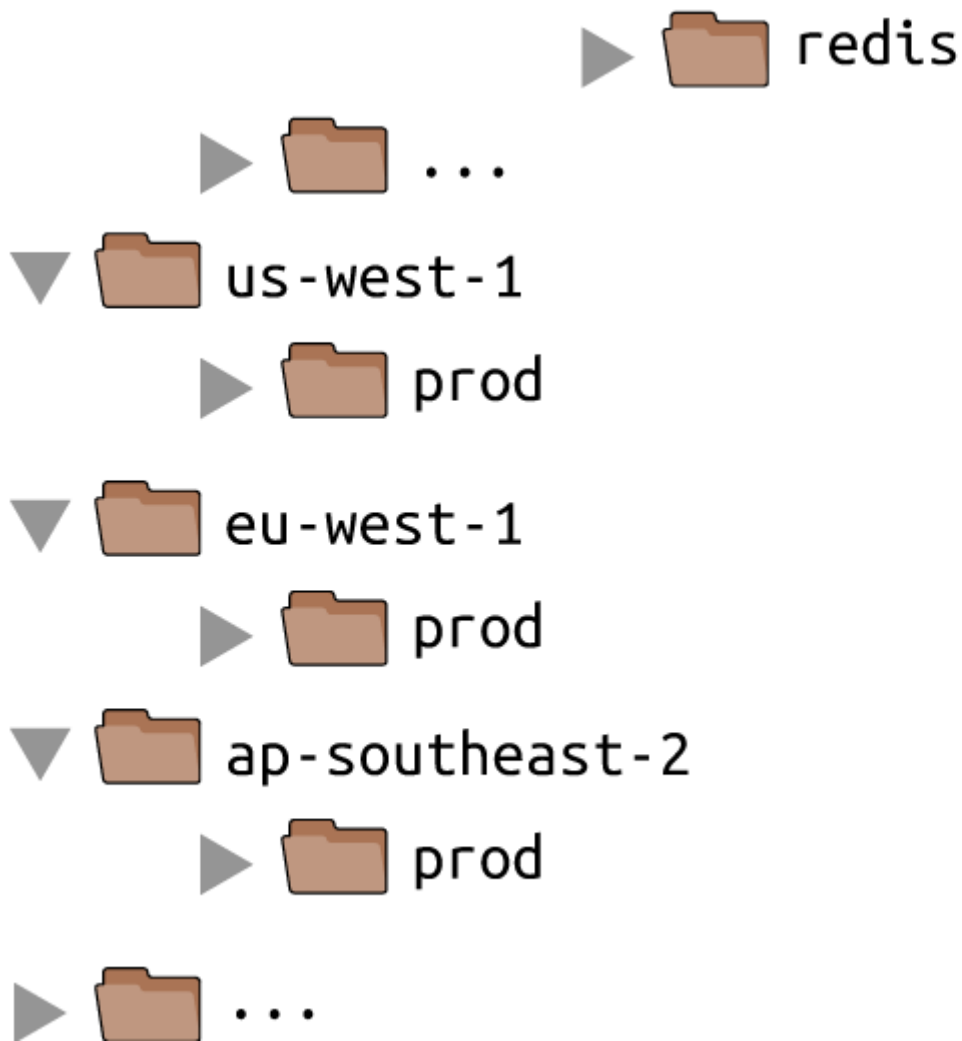 redis
...
us-west-1
prod
eu-west-1
prod
ap-southeast-2
prod
...